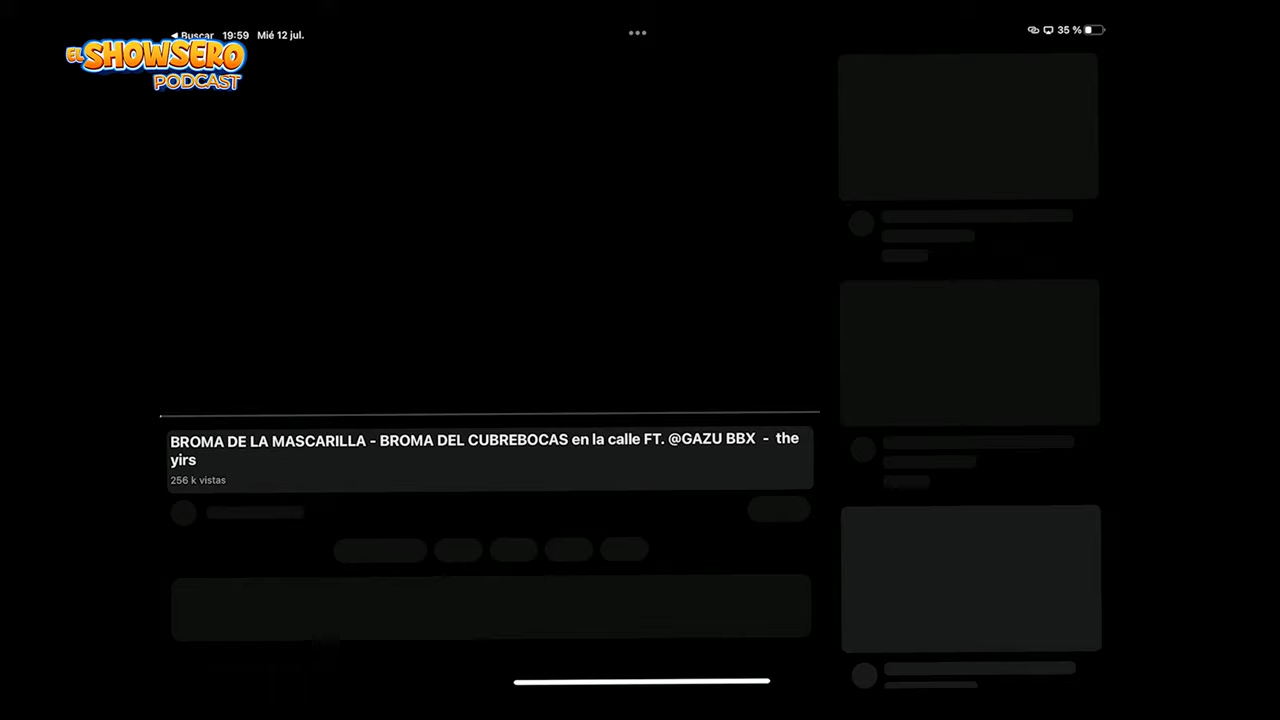 ◀ Buscar 19:59 Mié 12 jul.
35 %
EL SHOWSERO
PODCAST
BROMA DE LA MASCARILLA - BROMA DEL CUBREBOCAS en la calle FT. @GAZU BBX - the
yirs
256 k vistas